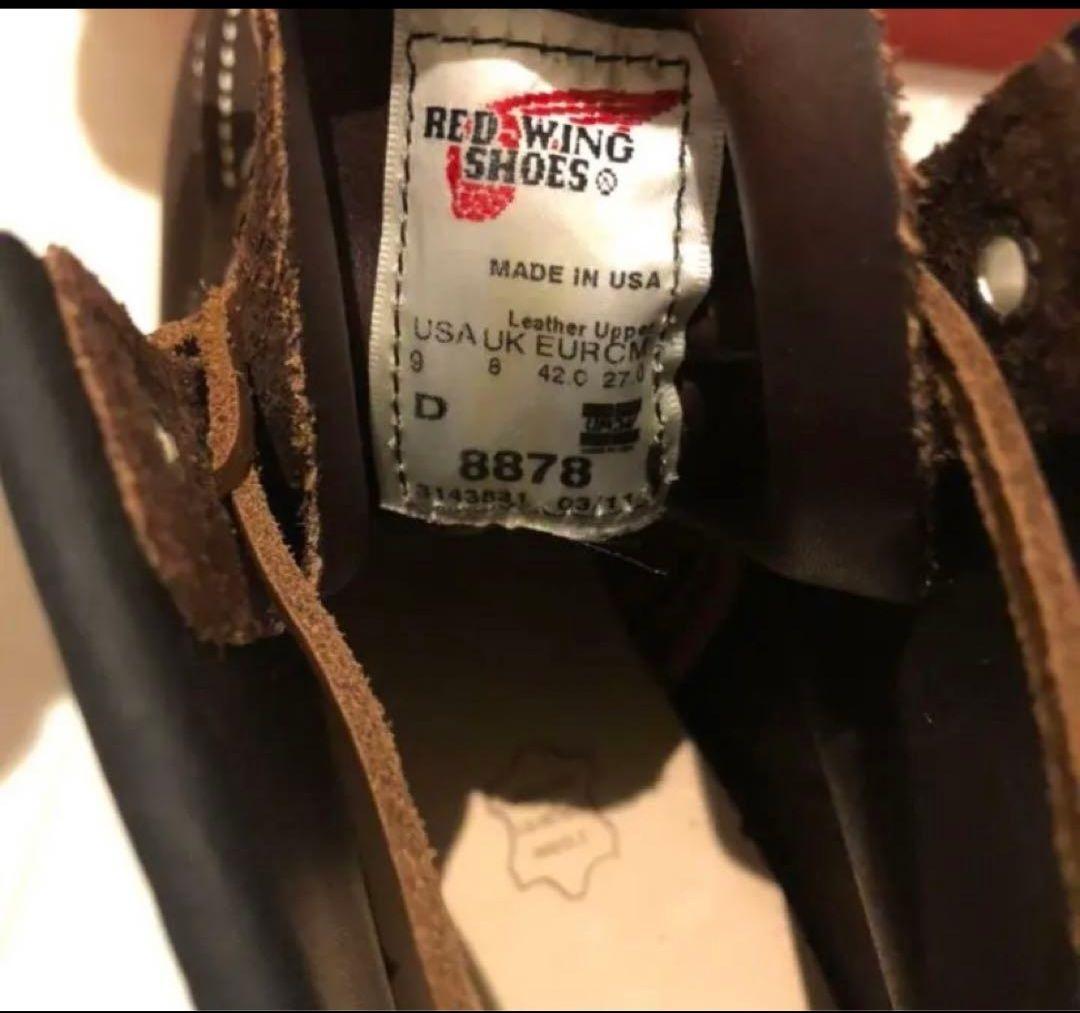 RED WING
SHOES
MADE IN USA
Leather Upper
USA UK EUR CM
9 8 42.0 27.0
D
8878
3143831 03/11